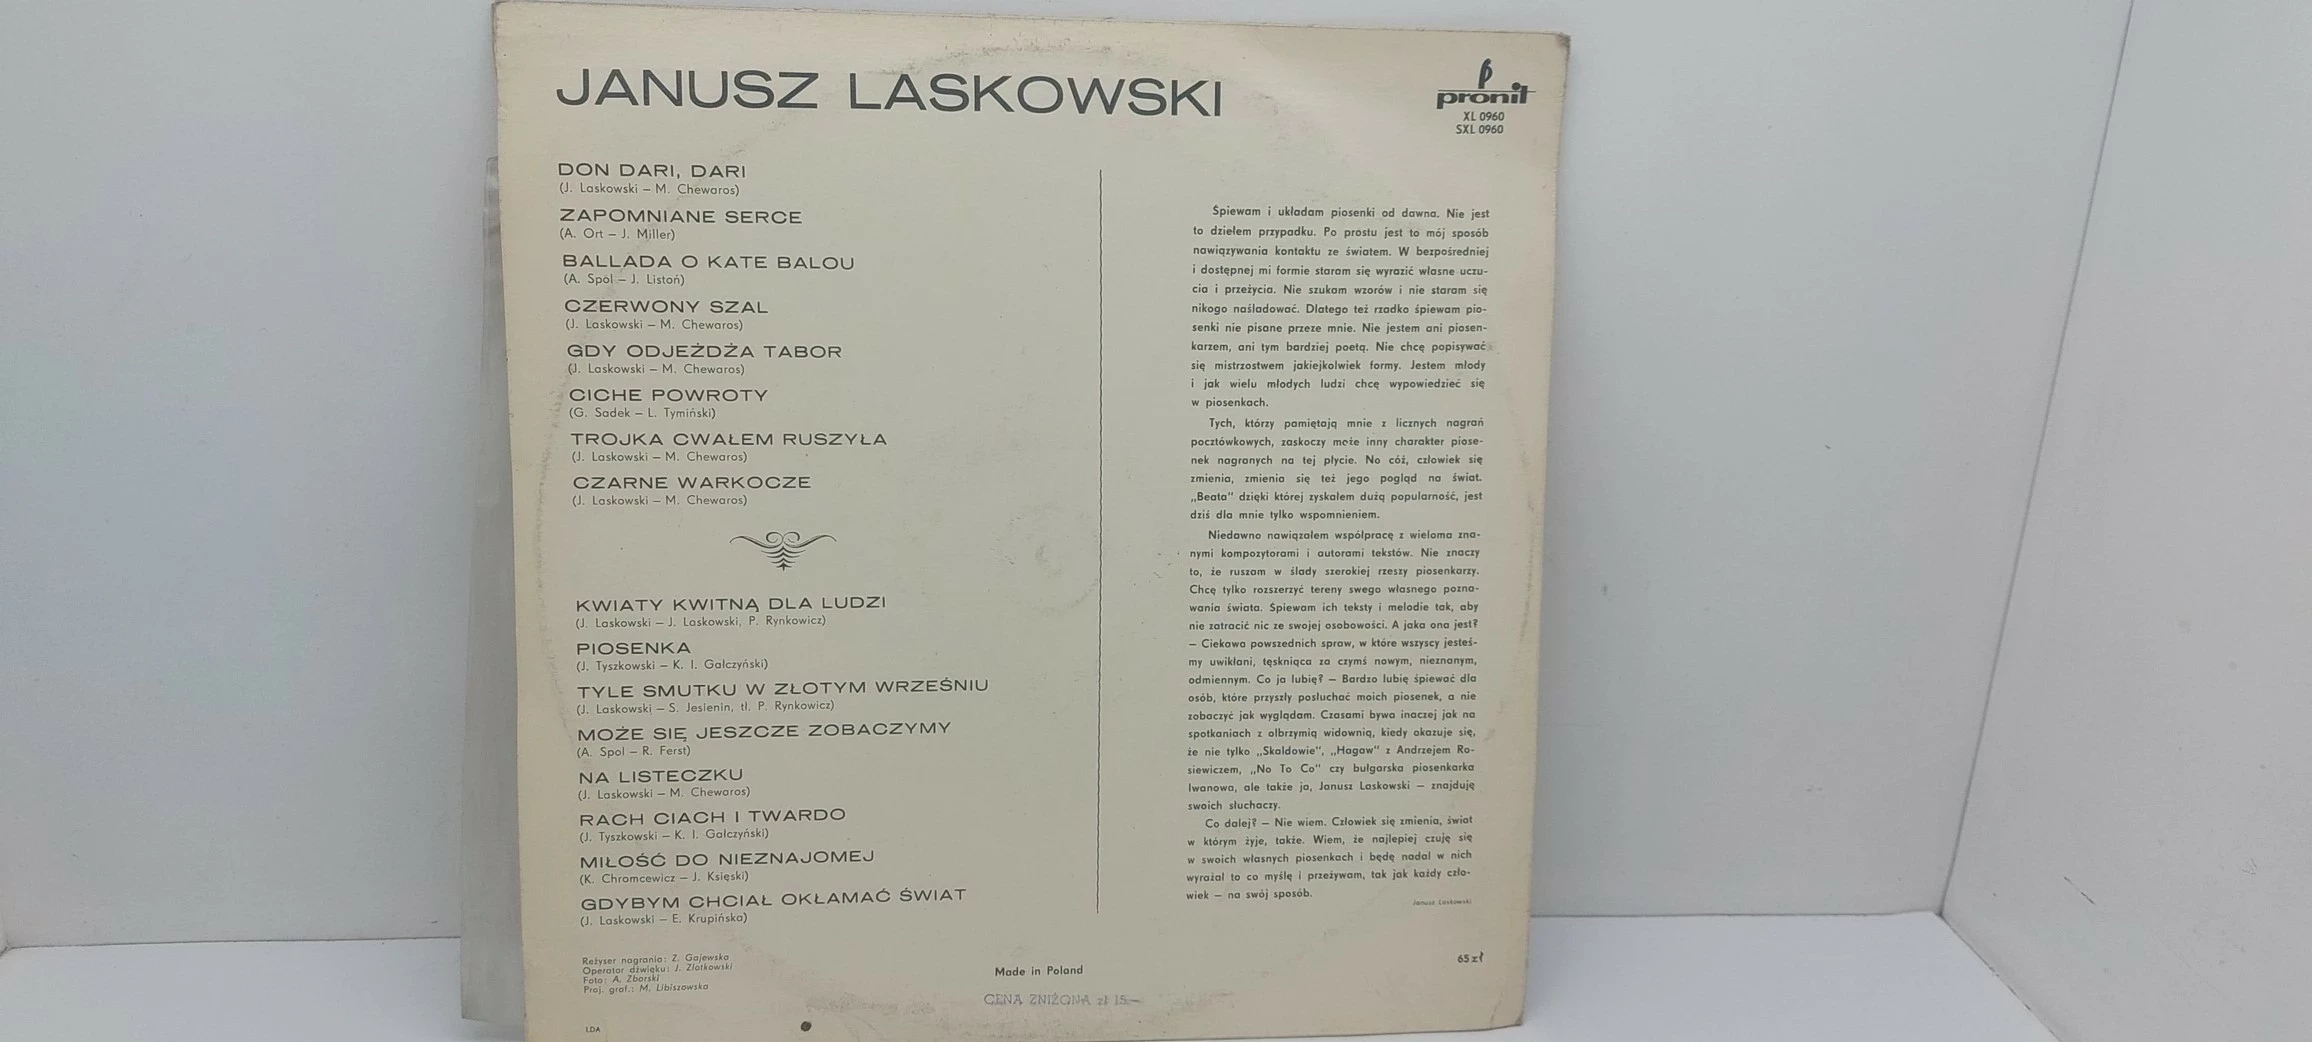 JANUSZ LASKOWSKI
pronit
XL 0960
SXL 0960
DON DARI, DARI
(J. Laskowski – M. Chewaros)
ZAPOMNIANE SERCE
(A. Ort – J. Miller)
BALLADA O KATE BALOU
(A. Spól – J. Listoń)
CZERWONY SZAL
(J. Laskowski – M. Chewaros)
GDY ODJEŻDŻA TABOR
(J. Laskowski – M. Chewaros)
CICHE POWROTY
(G. Sadek – L. Tymiński)
TROJKA CWAŁEM RUSZYŁA
(J. Laskowski – M. Chewaros)
CZARNE WARKOCZE
(J. Laskowski – M. Chewaros)
KWIATY KWITNĄ DLA LUDZI
(J. Laskowski – J. Laskowski, P. Rynkowicz)
PIOSENKA
(J. Tyszkowski – K. I. Gałczyński)
TYLE SMUTKU W ZŁOTYM WRZEŚNIU
(J. Laskowski – S. Jesienin, tł. P. Rynkowicz)
MOŻE SIĘ JESZCZE ZOBACZYMY
(A. Spol – R. Ferst)
NA LISTECZKU
(J. Laskowski – M. Chewaros)
RACH CIACH I TWARDO
(J. Tyszkowski – K. I. Gałczyński)
MIŁOŚĆ DO NIEZNAJOMEJ
(K. Chromcewicz – J. Księski)
GDYBYM CHCIAŁ OKŁAMAĆ ŚWIAT
(J. Laskowski – E. Krupińska)
Śpiewam i układam piosenki od dawna. Nie jest
to dziełem przypadku. Po prostu jest to mój sposób
nawiązywania kontaktu ze światem. W bezpośredniej
i dostępnej mi formie staram się wyrazić własne uczu-
cia i przeżycia. Nie szukam wzorów i nie staram się
nikogo naśladować. Dlatego też rzadko śpiewam pio-
senki nie pisane przeze mnie. Nie jestem ani piosen-
karzem, ani tym bardziej poetą. Nie chcę popisywać
się mistrzostwem jakiejkolwiek formy. Jestem młody
i jak wielu młodych ludzi chcę wypowiedzieć się
w piosenkach.
Tych, którzy pamiętają mnie z licznych nagrań
pocztówkowych, zaskoczy może inny charakter piose-
nek nagranych na tej płycie. No cóż, człowiek się
zmienia, zmienia się też jego pogląd na świat.
„Beata" dzięki której zyskałem dużą popularność, jest
dziś dla mnie tylko wspomnieniem.
Niedawno nawiązałem współpracę z wieloma zna-
nymi kompozytorami i autorami tekstów. Nie znaczy
to, że ruszam w ślady szerokiej rzeszy piosenkarzy.
Chcę tylko rozszerzyć tereny swego własnego pozna-
wania świata. Śpiewam ich teksty i melodie tak, aby
nie zatracić nic ze swojej osobowości. A jaka ona jest?
– Ciekawa powszednich spraw, w które wszyscy jesteś-
my uwikłani, tęskniąca za czymś nowym, nieznanym,
odmiennym. Co ja lubię? – Bardzo lubię śpiewać dla
osób, które przyszły posłuchać moich piosenek, a nie
zobaczyć jak wyglądam. Czasami bywa inaczej jak na
spotkaniach z olbrzymią widownią, kiedy okazuje się,
że nie tylko „Skaldowie", „Hagaw" z Andrzejem Ro-
siewiczem, „No To Co" czy bułgarska piosenkarka
Iwanowa, ale także ja, Janusz Laskowski – znajduję
swoich słuchaczy.
Co dalej? – Nie wiem. Człowiek się zmienia, świat
w którym żyje, także. Wiem, że najlepiej czuję się
w swoich własnych piosenkach i będę nadal w nich
wyrażał to co myślę i przeżywam, tak jak każdy czło-
wiek – na swój sposób.
Janusz Laskowski
Reżyser nagrania: Z. Gajewska
Operator dźwięku: J. Złotkowski
Foto: A. Zborski
Proj. graf.: M. Libiszowska
Made in Poland
65 zł
CENA ZNIŻONA zł 15.–
LDA